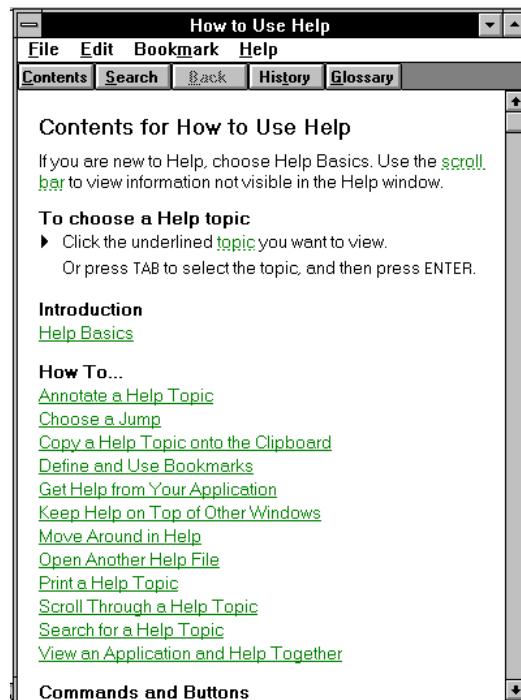 How to Use Help
File Edit Bookmark Help
Contents Search Back History Glossary
Contents for How to Use Help
If you are new to Help, choose Help Basics. Use the scroll
bar to view information not visible in the Help window.
To choose a Help topic
Click the underlined topic you want to view.
Or press TAB to select the topic, and then press ENTER.
Introduction
Help Basics
How To...
Annotate a Help Topic
Choose a Jump
Copy a Help Topic onto the Clipboard
Define and Use Bookmarks
Get Help from Your Application
Keep Help on Top of Other Windows
Move Around in Help
Open Another Help File
Print a Help Topic
Scroll Through a Help Topic
Search for a Help Topic
View an Application and Help Together
Commands and Buttons